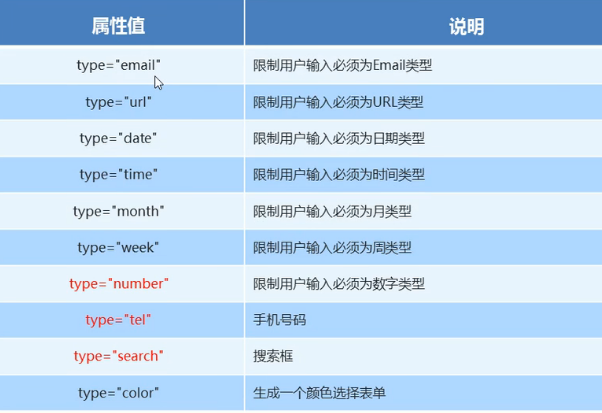 属性值 说明
type="email" 限制用户输入必须为Email类型
type="url" 限制用户输入必须为URL类型
type="date" 限制用户输入必须为日期类型
type="time" 限制用户输入必须为时间类型
type="month" 限制用户输入必须为月类型
type="week" 限制用户输入必须为周类型
type="number" 限制用户输入必须为数字类型
type="tel" 手机号码
type="search" 搜索框
type="color" 生成一个颜色选择表单